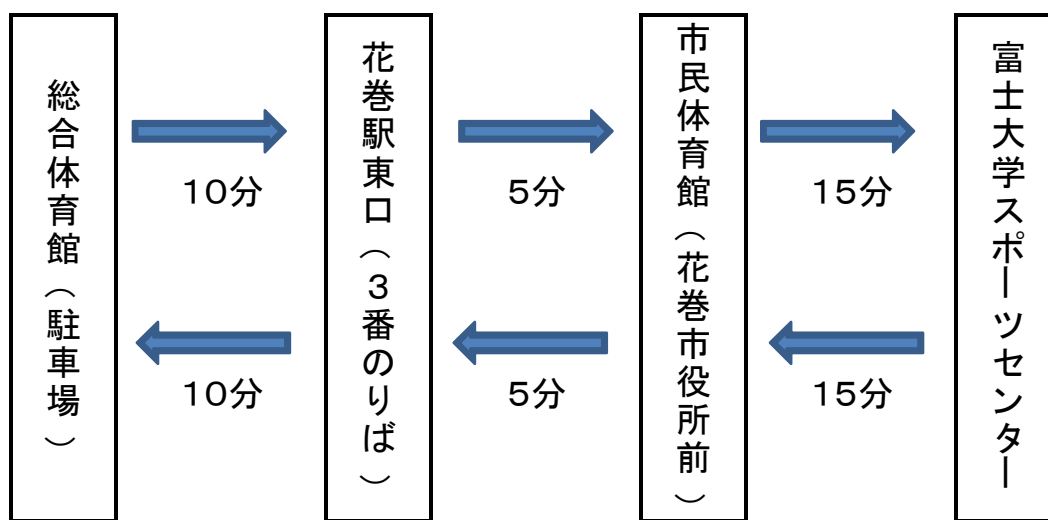 総合体育館（駐車場）
10分
10分
花巻駅東口（３番のりば）
5分
5分
市民体育館（花巻市役所前）
15分
15分
富士大学スポーツセンター